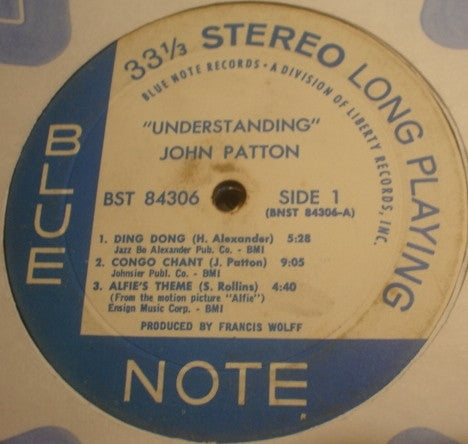 33⅓ STEREO LONG PLAYING
BLUE NOTE RECORDS • A DIVISION OF LIBERTY RECORDS, INC.
"UNDERSTANDING"
JOHN PATTON
BST 84306 SIDE 1
(BNST 84306-A)
1. DING DONG (H. Alexander) 5:28
Jazz Be Alexander Pub. Co. - BMI
2. CONGO CHANT (J. Patton) 9:05
Johnsier Publ. Co. - BMI
3. ALFIE'S THEME (S. Rollins) 4:40
(From the motion picture "Alfie")
Ensign Music Corp. - BMI
PRODUCED BY FRANCIS WOLFF
BLUE
NOTE